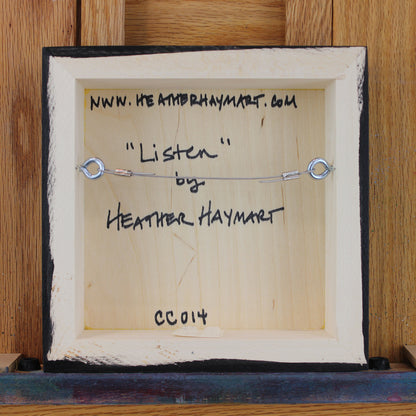 WWW.HEATHERHAYMART.COM
"Listen"
by
HEATHER HAYMART
CC014